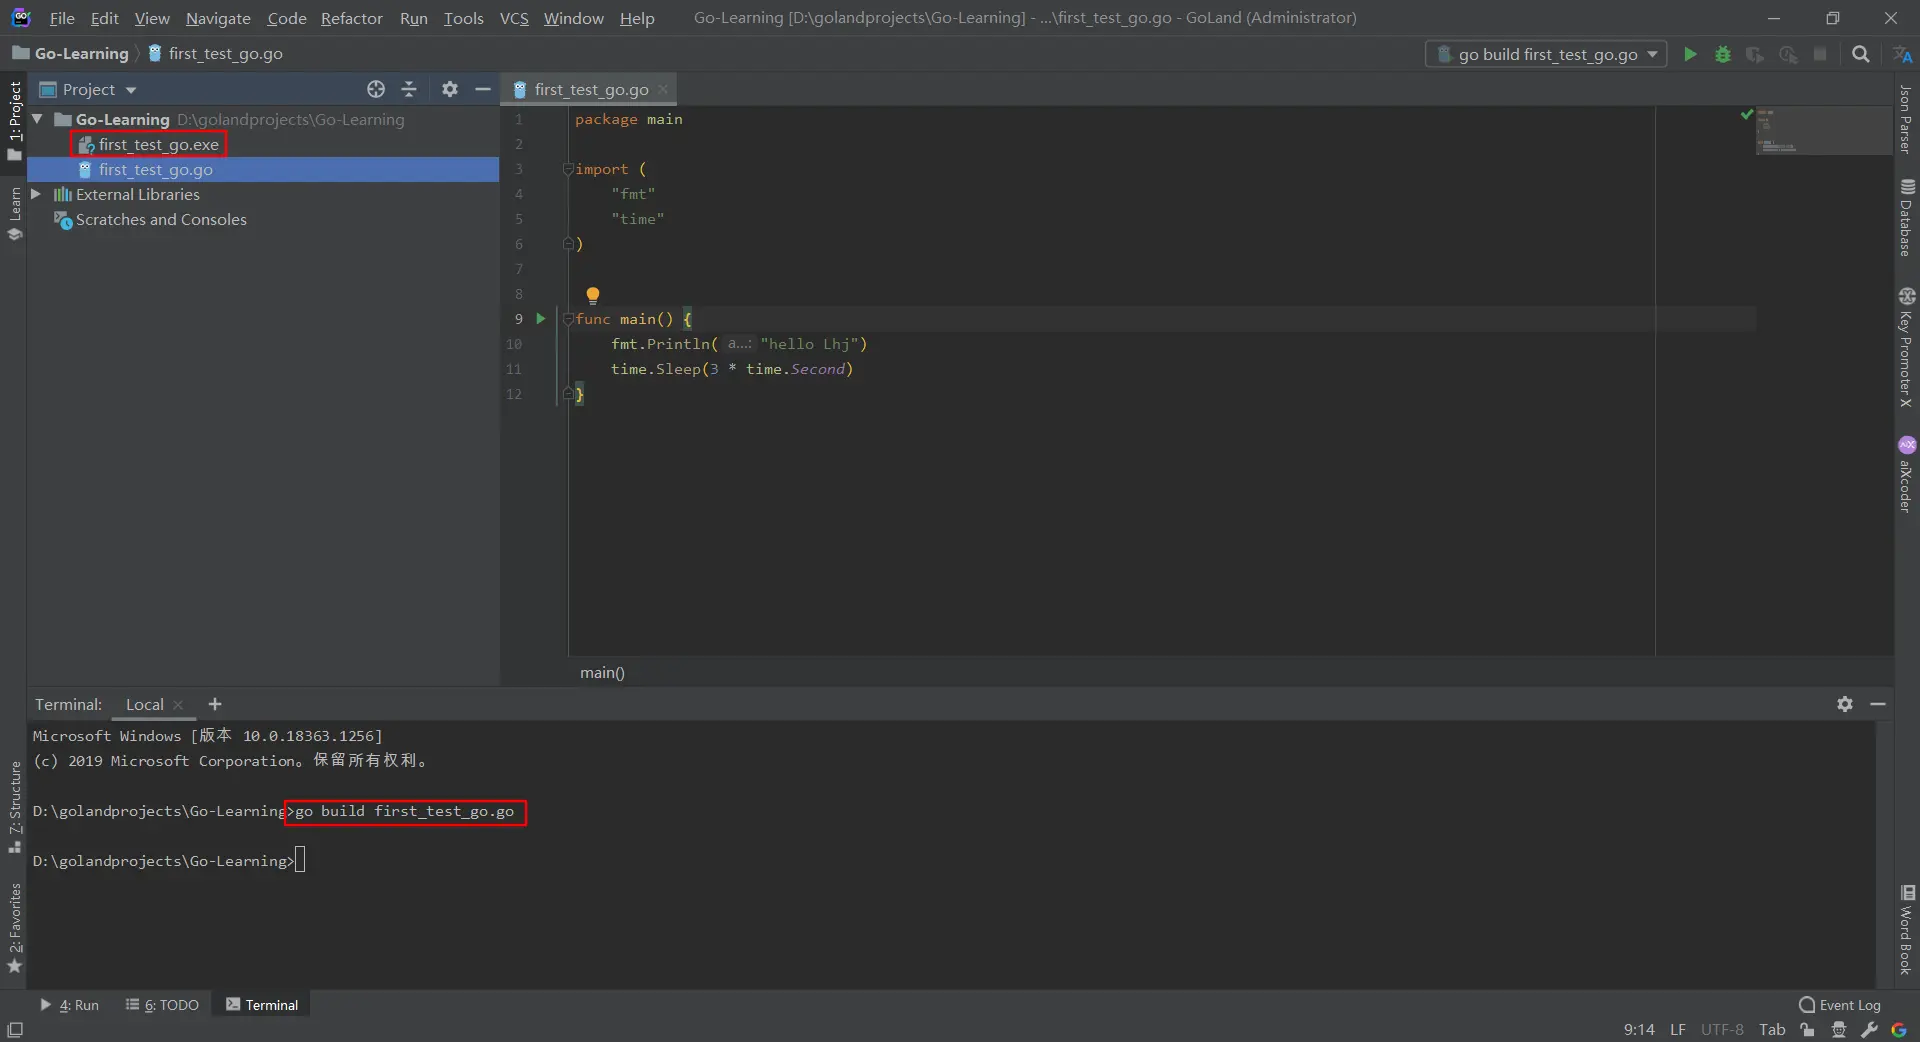 File Edit View Navigate Code Refactor Run Tools VCS Window Help Go-Learning [D:\golandprojects\Go-Learning] - ...\first_test_go.go - GoLand (Administrator)
Go-Learning first_test_go.go go build first_test_go.go
Project first_test_go.go
Go-Learning D:\golandprojects\Go-Learning
first_test_go.exe
first_test_go.go
External Libraries
Scratches and Consoles
1: Project
Learn
7: Structure
2: Favorites
1 package main
2
3 import (
4 "fmt"
5 "time"
6 )
7
8
9 func main() {
10 fmt.Println( a...: "hello Lhj")
11 time.Sleep(3 * time.Second)
12 }
main()
Json Parser
Database
Key Promoter X
aiXcoder
Word Book
Terminal: Local
Microsoft Windows [版本 10.0.18363.1256]
(c) 2019 Microsoft Corporation。保留所有权利。
D:\golandprojects\Go-Learning>go build first_test_go.go
D:\golandprojects\Go-Learning>
4: Run 6: TODO Terminal Event Log
9:14 LF UTF-8 Tab